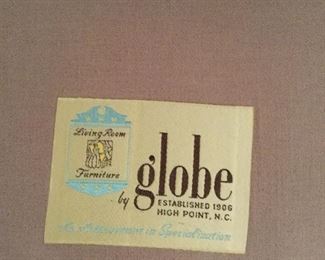 Living Room
Furniture
by globe
ESTABLISHED 1906
HIGH POINT, N.C.
An Achievement in Specialization